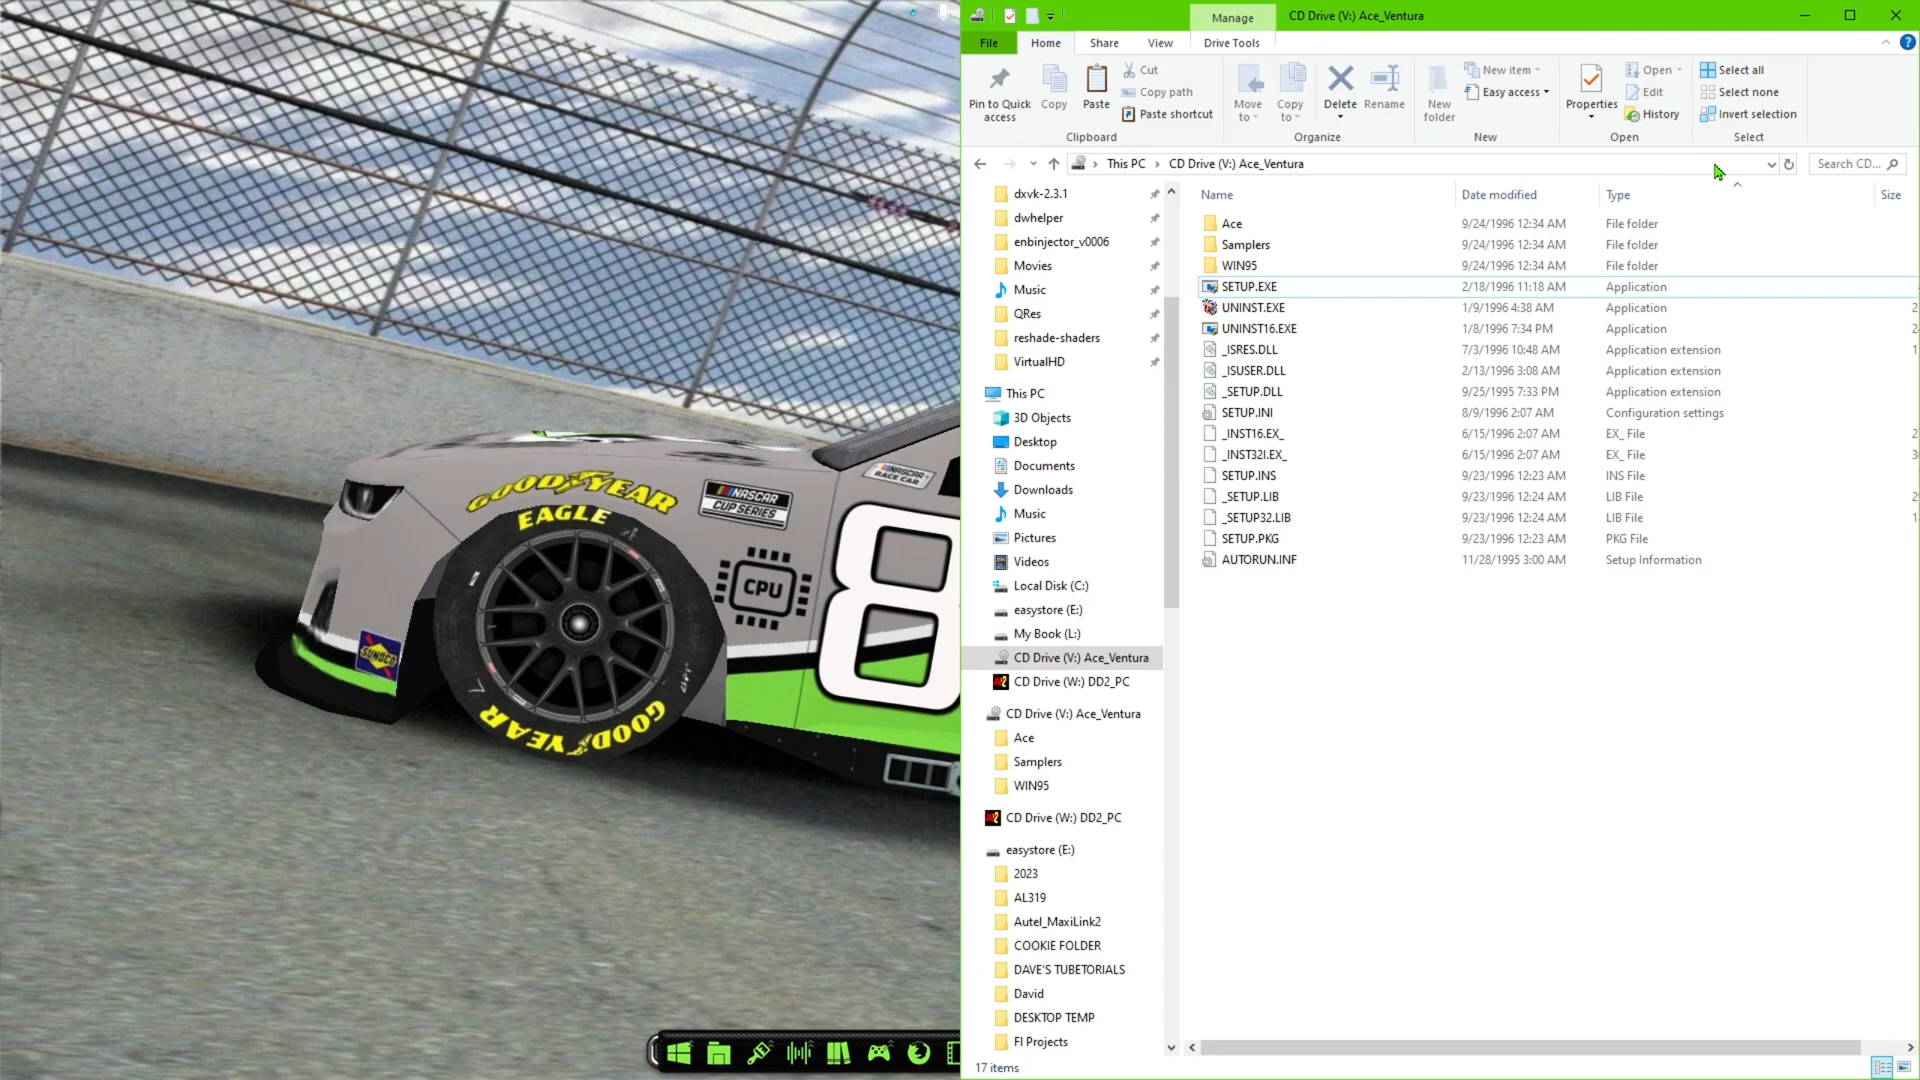 Manage
CD Drive (V:) Ace_Ventura
File
Home
Share
View
Drive Tools
Pin to Quick access
Copy
Paste
Cut
Copy path
Paste shortcut
Move to
Copy to
Delete
Rename
New folder
New item
Easy access
Properties
Open
Edit
History
Select all
Select none
Invert selection
Clipboard
Organize
New
Open
Select
This PC
CD Drive (V:) Ace_Ventura
Search CD...
dxvk-2.3.1
dwhelper
enbinjector_v0006
Movies
Music
QRes
reshade-shaders
VirtualHD
This PC
3D Objects
Desktop
Documents
Downloads
Music
Pictures
Videos
Local Disk (C:)
easystore (E:)
My Book (L:)
CD Drive (V:) Ace_Ventura
CD Drive (W:) DD2_PC
CD Drive (V:) Ace_Ventura
Ace
Samplers
WIN95
CD Drive (W:) DD2_PC
easystore (E:)
2023
AL319
Autel_MaxiLink2
COOKIE FOLDER
DAVE'S TUBETORIALS
David
DESKTOP TEMP
FI Projects
Name Date modified Type Size
Ace 9/24/1996 12:34 AM File folder
Samplers 9/24/1996 12:34 AM File folder
WIN95 9/24/1996 12:34 AM File folder
SETUP.EXE 2/18/1996 11:18 AM Application
UNINST.EXE 1/9/1996 4:38 AM Application 2
UNINST16.EXE 1/8/1996 7:34 PM Application 2
_ISRES.DLL 7/3/1996 10:48 AM Application extension 1
_ISUSER.DLL 2/13/1996 3:08 AM Application extension
_SETUP.DLL 9/25/1995 7:33 PM Application extension
SETUP.INI 8/9/1996 2:07 AM Configuration settings
_INST16.EX_ 6/15/1996 2:07 AM EX_ File 2
_INST32I.EX_ 6/15/1996 2:07 AM EX_ File 3
SETUP.INS 9/23/1996 12:23 AM INS File
_SETUP.LIB 9/23/1996 12:24 AM LIB File 2
_SETUP32.LIB 9/23/1996 12:24 AM LIB File 1
SETUP.PKG 9/23/1996 12:23 AM PKG File
AUTORUN.INF 11/28/1995 3:00 AM Setup Information
17 items
GOODYEAR
EAGLE
GOODYEAR
NASCAR
CUP SERIES
NASCAR
RACE CAR
CPU
8
SUNOCO